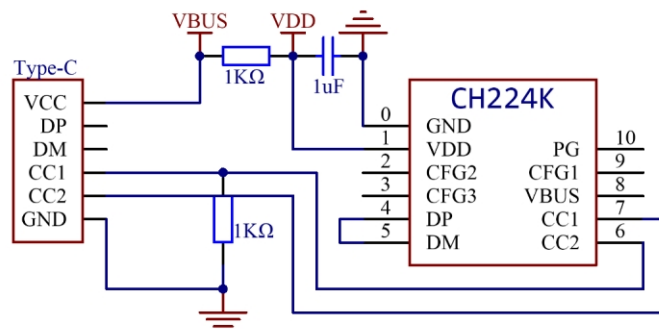 VBUS
VDD
Type-C
1KΩ
1uF
CH224K
VCC
DP
DM
CC1
CC2
GND
1KΩ
0
GND
1
VDD
2
CFG2
3
CFG3
4
DP
5
DM
PG
10
CFG1
9
VBUS
8
CC1
7
CC2
6